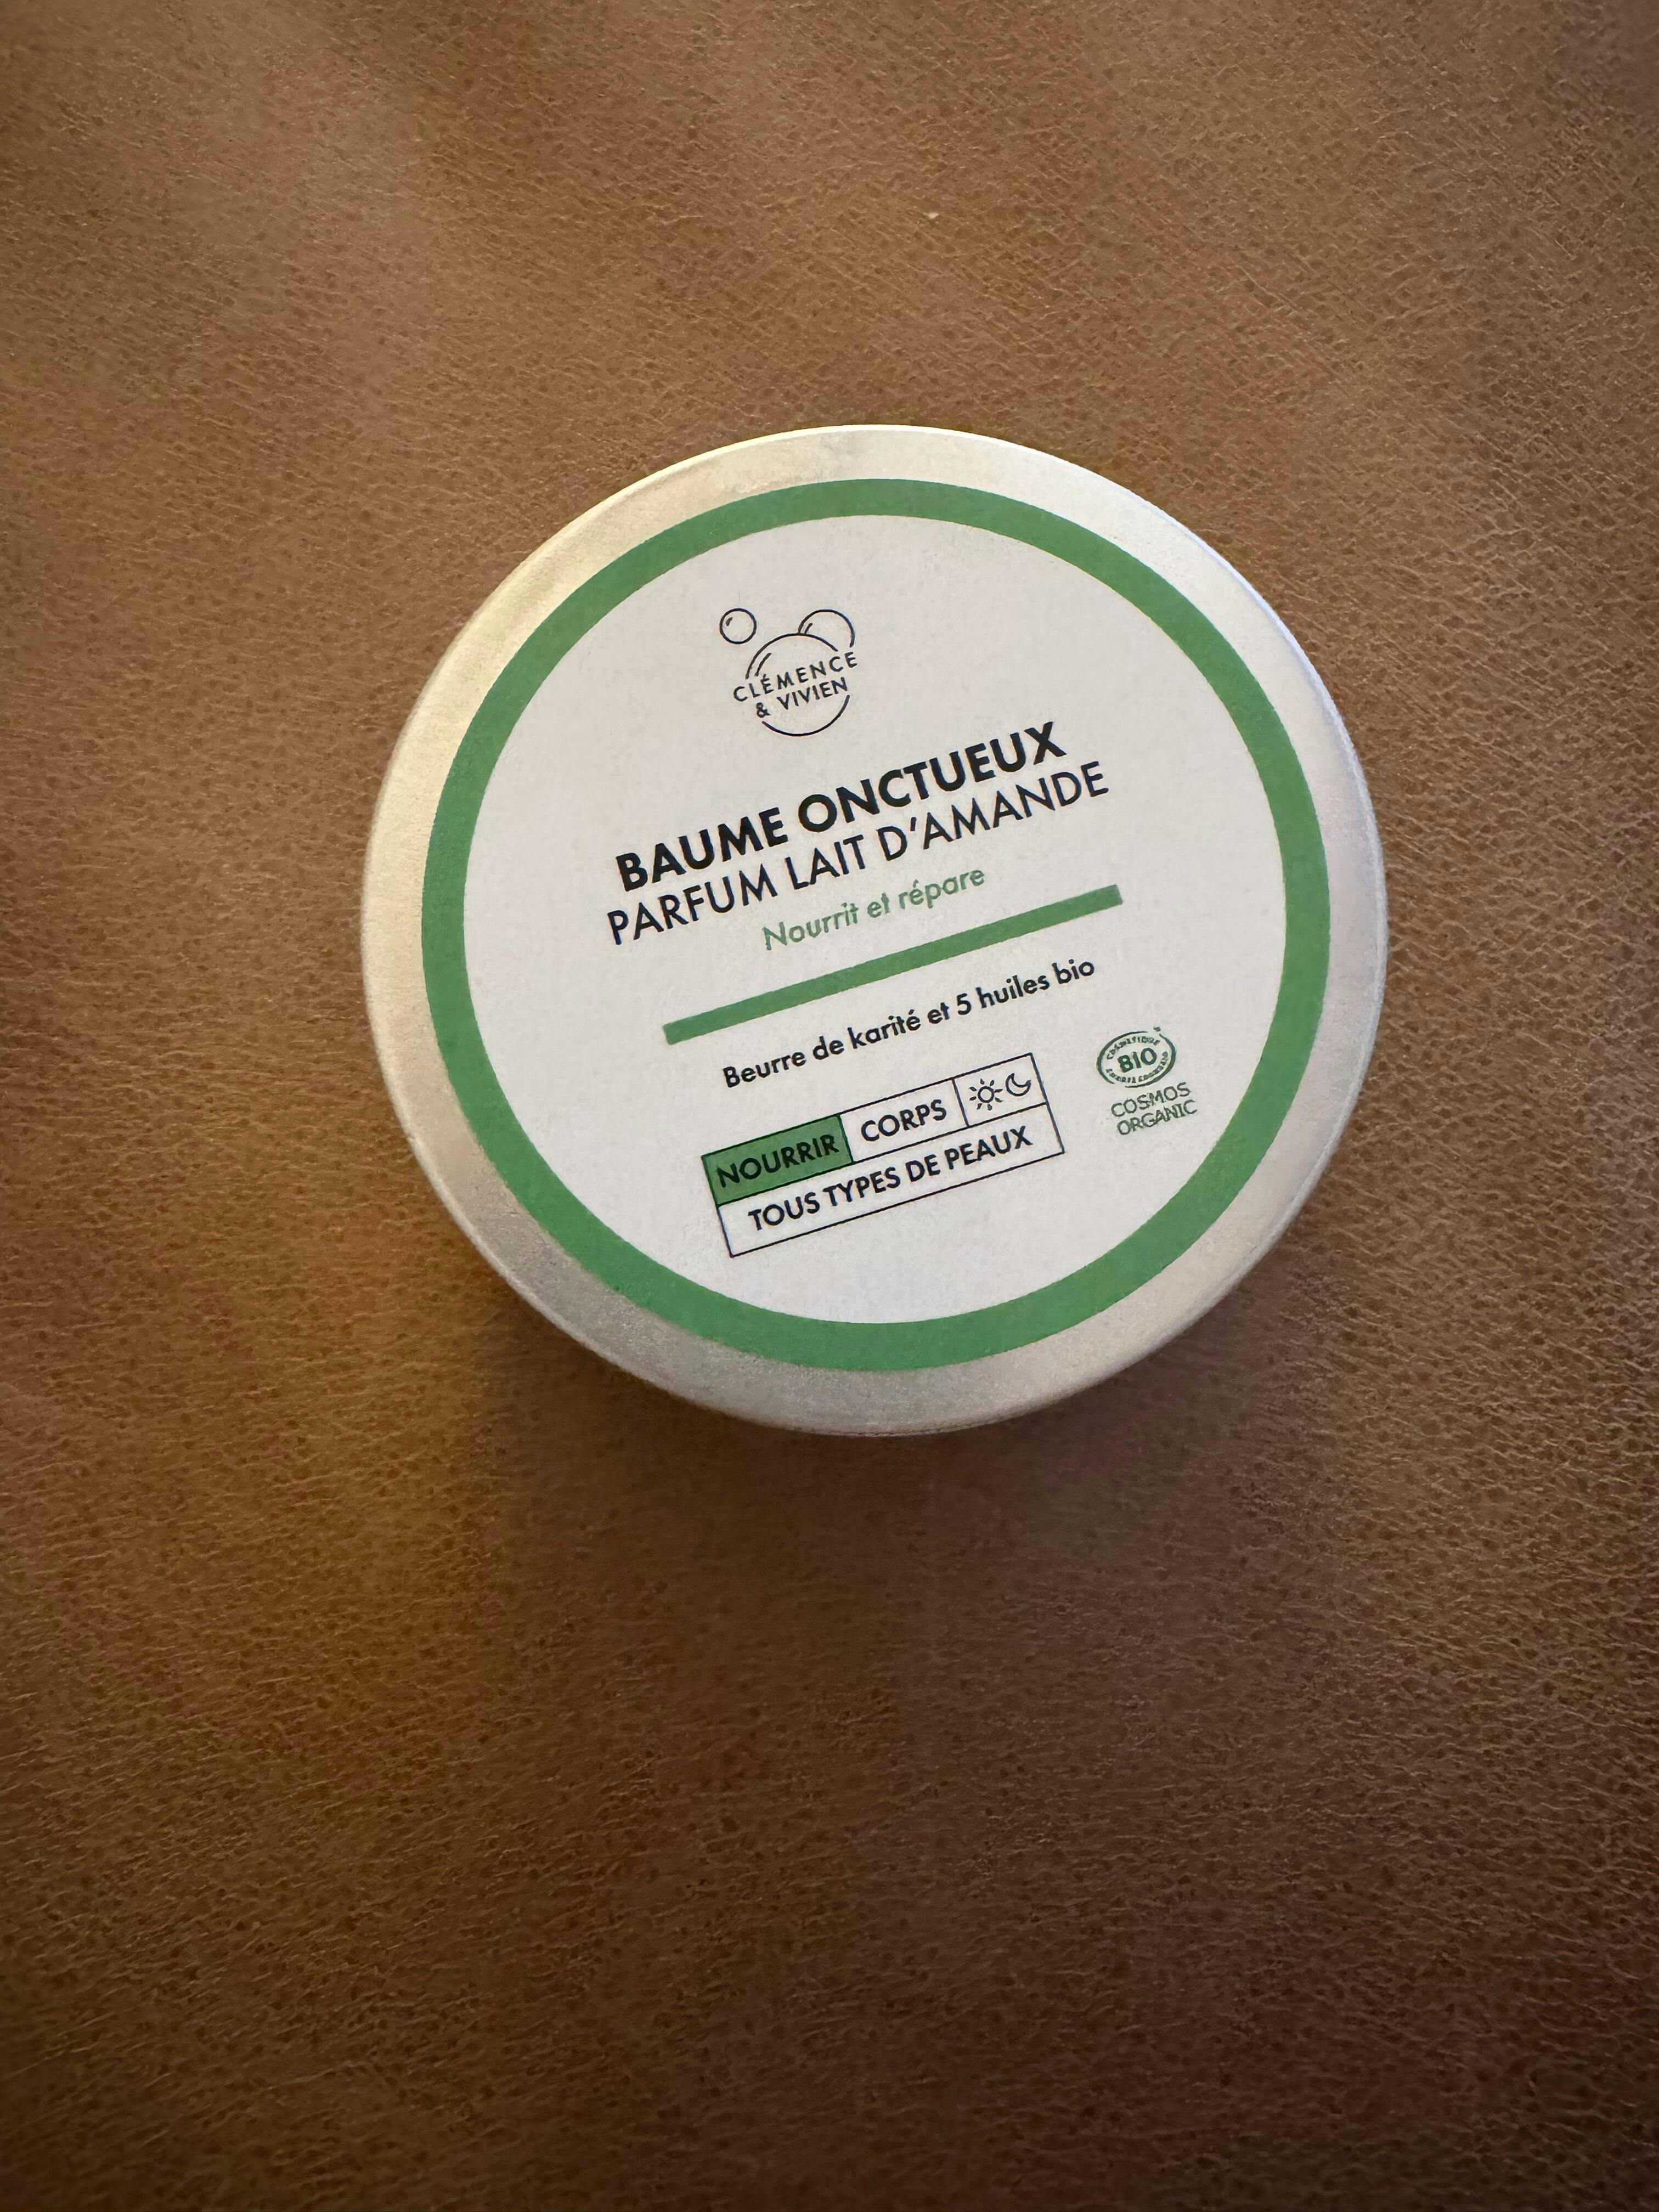 CLÉMENCE
& VIVIEN
BAUME ONCTUEUX
PARFUM LAIT D'AMANDE
Nourrit et répare
Beurre de karité et 5 huiles bio
NOURRIR CORPS
TOUS TYPES DE PEAUX
COSMÉTIQUE
BIO
COSMOS
ORGANIC